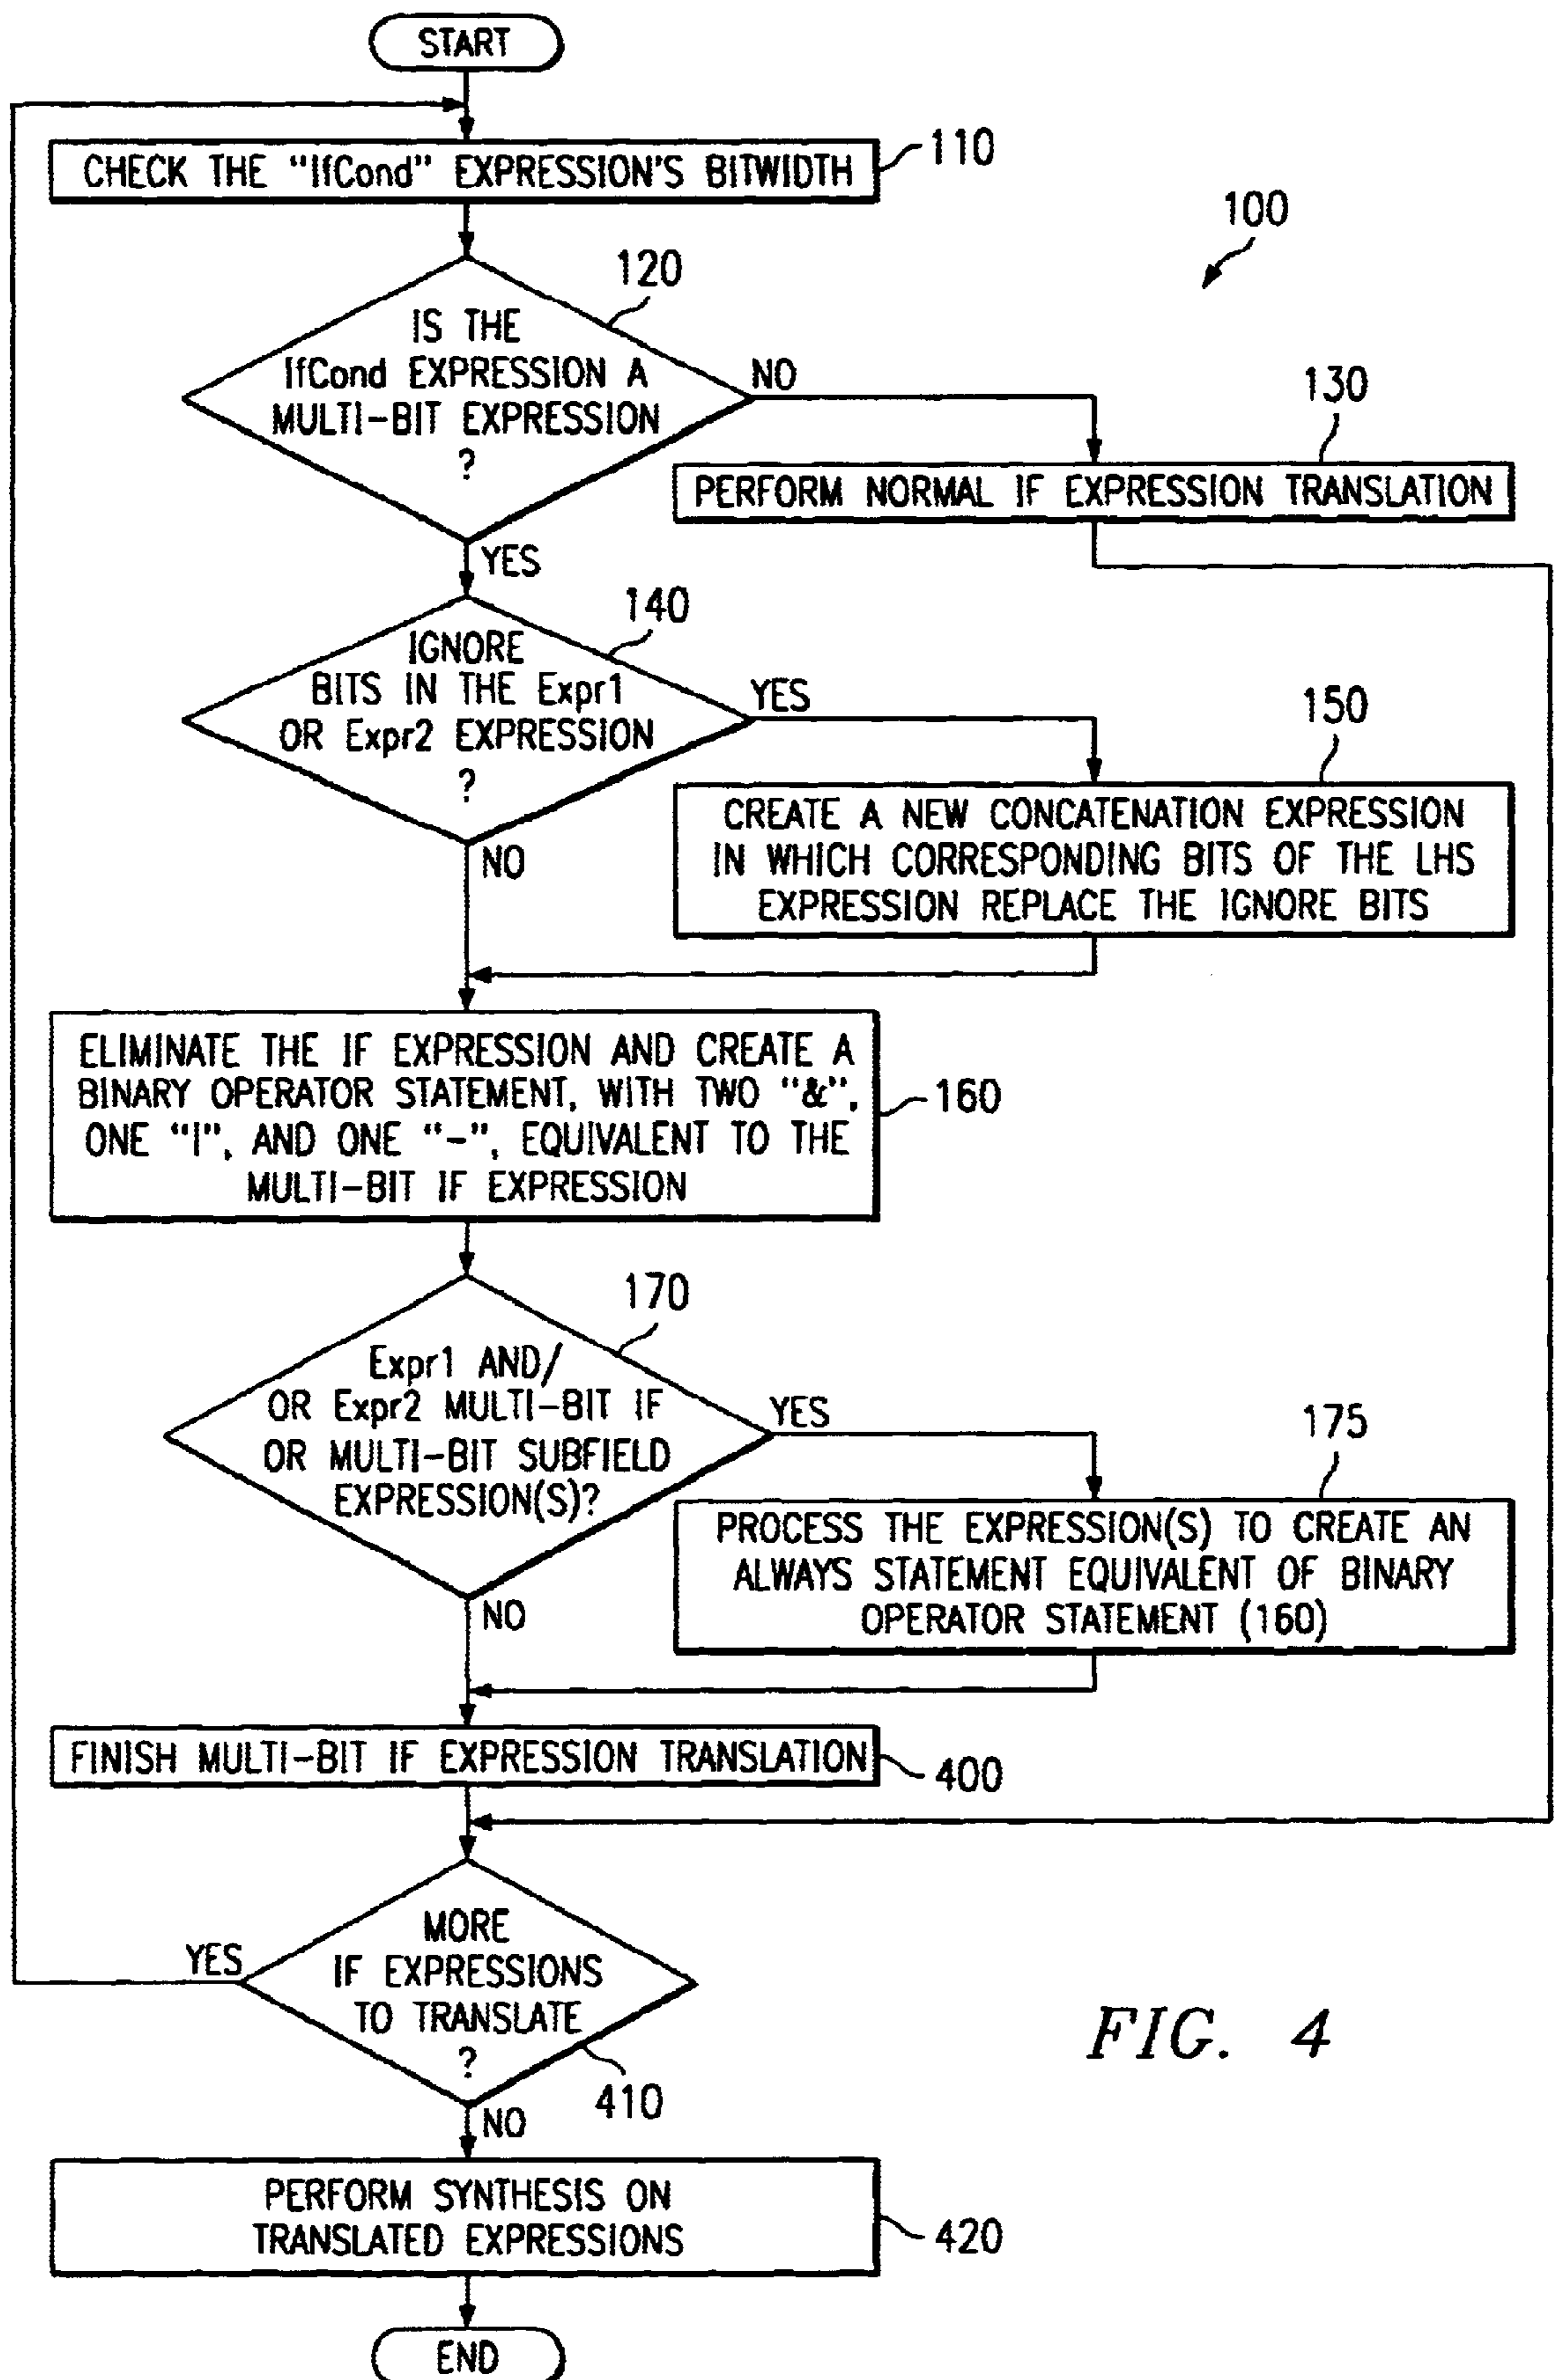 START
CHECK THE "IfCond" EXPRESSION'S BITWIDTH
110
100
120
IS THE
IfCond EXPRESSION A
MULTI-BIT EXPRESSION
?
NO
130
PERFORM NORMAL IF EXPRESSION TRANSLATION
YES
140
IGNORE
BITS IN THE Expr1
OR Expr2 EXPRESSION
?
YES
150
CREATE A NEW CONCATENATION EXPRESSION
IN WHICH CORRESPONDING BITS OF THE LHS
EXPRESSION REPLACE THE IGNORE BITS
NO
ELIMINATE THE IF EXPRESSION AND CREATE A
BINARY OPERATOR STATEMENT, WITH TWO "&",
ONE "|", AND ONE "-", EQUIVALENT TO THE
MULTI-BIT IF EXPRESSION
160
170
Expr1 AND/
OR Expr2 MULTI-BIT IF
OR MULTI-BIT SUBFIELD
EXPRESSION(S)?
YES
175
PROCESS THE EXPRESSION(S) TO CREATE AN
ALWAYS STATEMENT EQUIVALENT OF BINARY
OPERATOR STATEMENT (160)
NO
FINISH MULTI-BIT IF EXPRESSION TRANSLATION
400
MORE
IF EXPRESSIONS
TO TRANSLATE
?
YES
410
NO
PERFORM SYNTHESIS ON
TRANSLATED EXPRESSIONS
420
END
FIG. 4